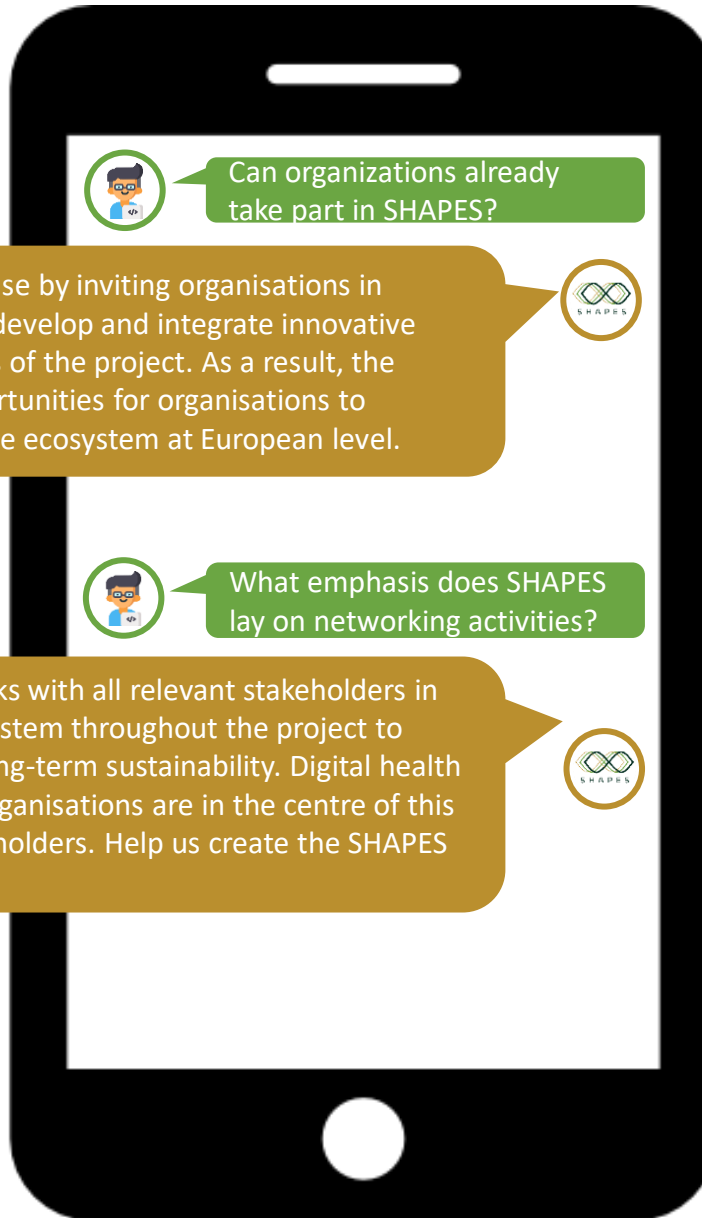 Can organizations already
take part in SHAPES?
se by inviting organisations in
SHAPES
develop and integrate innovative
of the project. As a result, the
rtunities for organisations to
e ecosystem at European level.
What emphasis does SHAPES
lay on networking activities?
ks with all relevant stakeholders in
stem throughout the project to
ng-term sustainability. Digital health
SHAPES
ganisations are in the centre of this
holders. Help us create the SHAPES